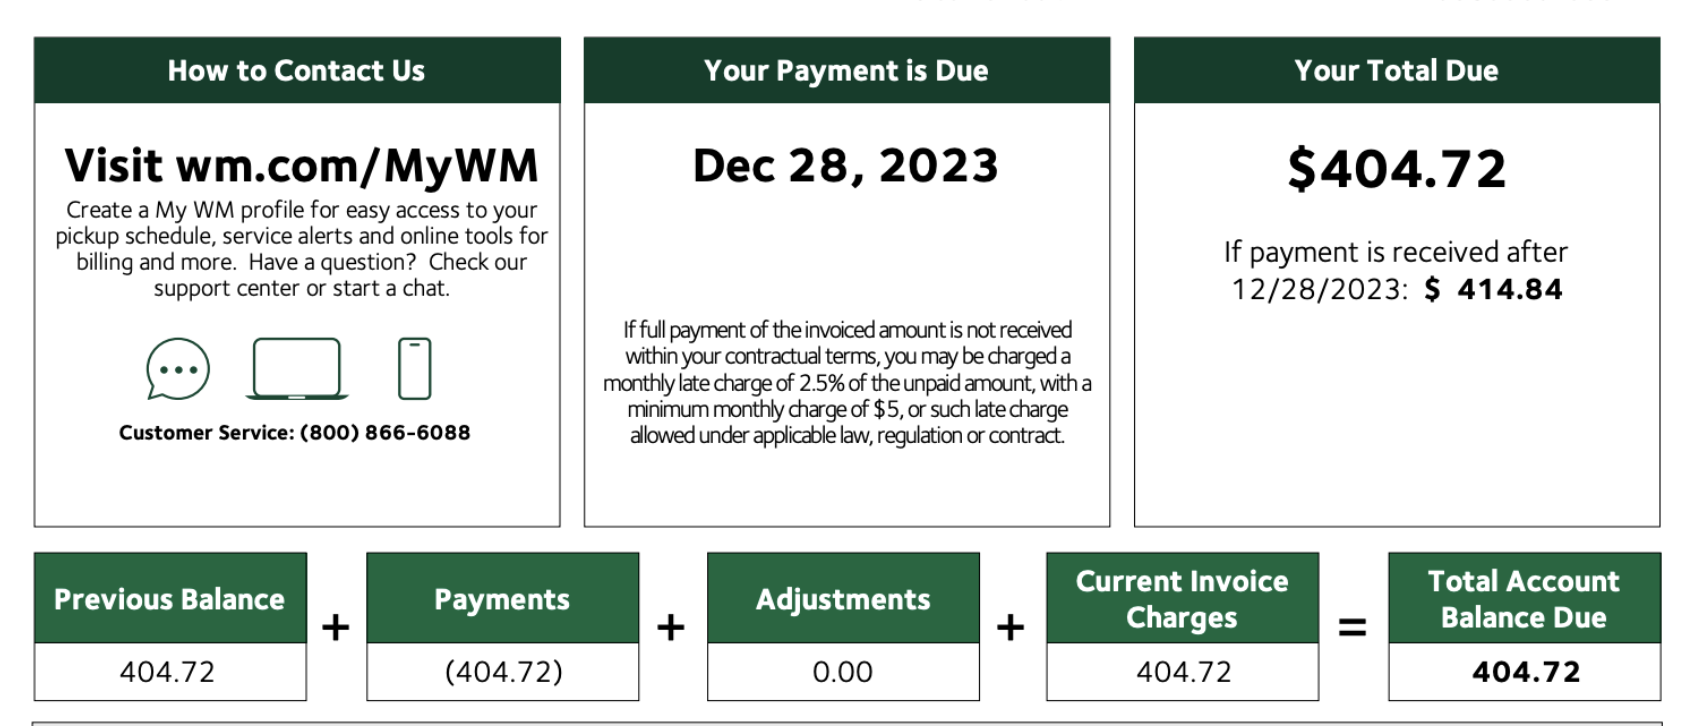 How to Contact Us
Visit wm.com/MyWM
Create a My WM profile for easy access to your
pickup schedule, service alerts and online tools for
billing and more.  Have a question?  Check our
support center or start a chat.
Customer Service: (800) 866-6088
Your Payment is Due
Dec 28, 2023
If full payment of the invoiced amount is not received
within your contractual terms, you may be charged a
monthly late charge of 2.5% of the unpaid amount, with a
minimum monthly charge of $5, or such late charge
allowed under applicable law, regulation or contract.
Your Total Due
$404.72
If payment is received after
12/28/2023: $ 414.84
Previous Balance
404.72
+
Payments
(404.72)
+
Adjustments
0.00
+
Current Invoice
Charges
404.72
=
Total Account
Balance Due
404.72